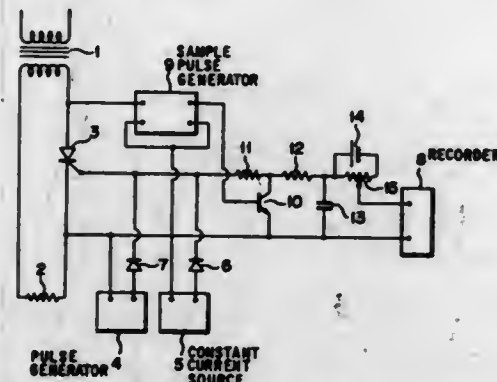 1
9
SAMPLE
PULSE
GENERATOR
3
11
12
14
15
8 RECORDER
10
13
2
7
6
PULSE
GENERATOR 4
5 CONSTANT
CURRENT
SOURCE